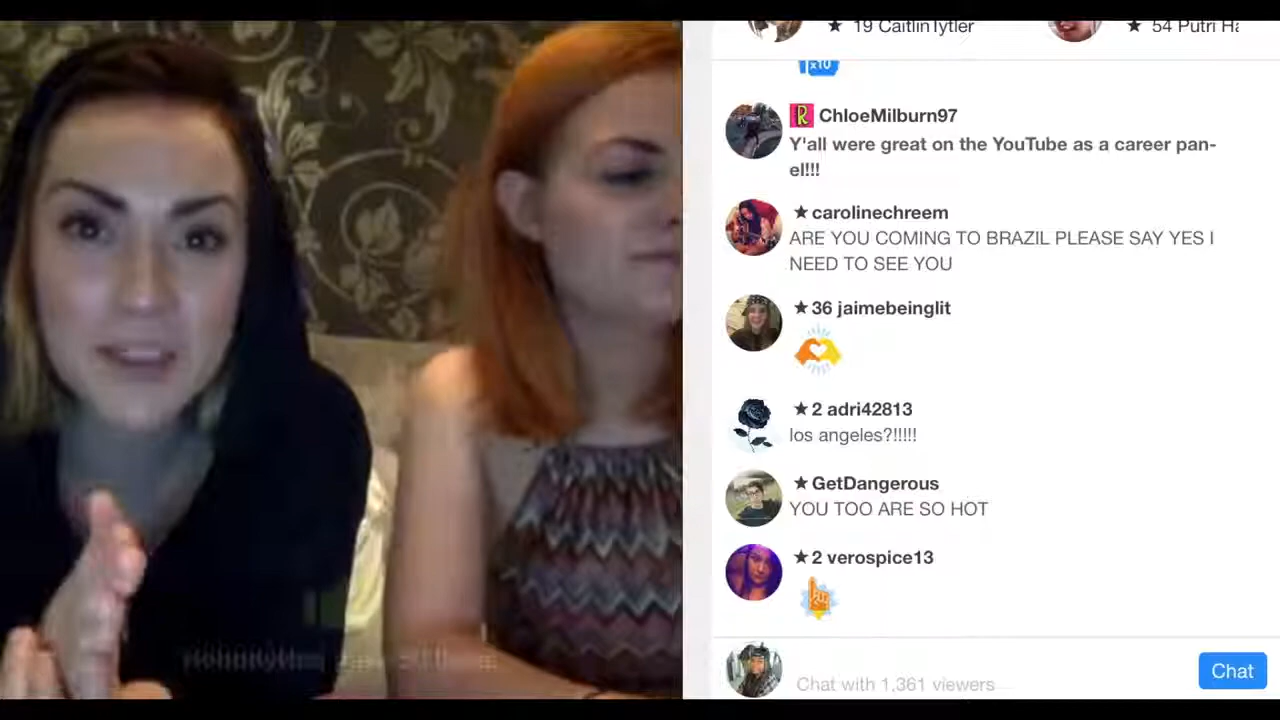 ★ 19 CaitlinTytler
★ 54 Putri Ha
x10
R ChloeMilburn97
Y'all were great on the YouTube as a career pan-
el!!!
★ carolinechreem
ARE YOU COMING TO BRAZIL PLEASE SAY YES I
NEED TO SEE YOU
★ 36 jaimebeinglit
★ 2 adri42813
los angeles?!!!!!
★ GetDangerous
YOU TOO ARE SO HOT
★ 2 verospice13
Chat with 1,361 viewers
Chat